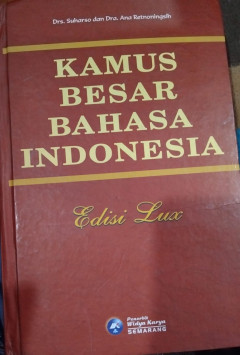 Drs. Suharso dan Dra. Ana Retnoningsih
KAMUS
BESAR
BAHASA
INDONESIA
Edisi Lux
Penerbit
Widya Karya
SEMARANG